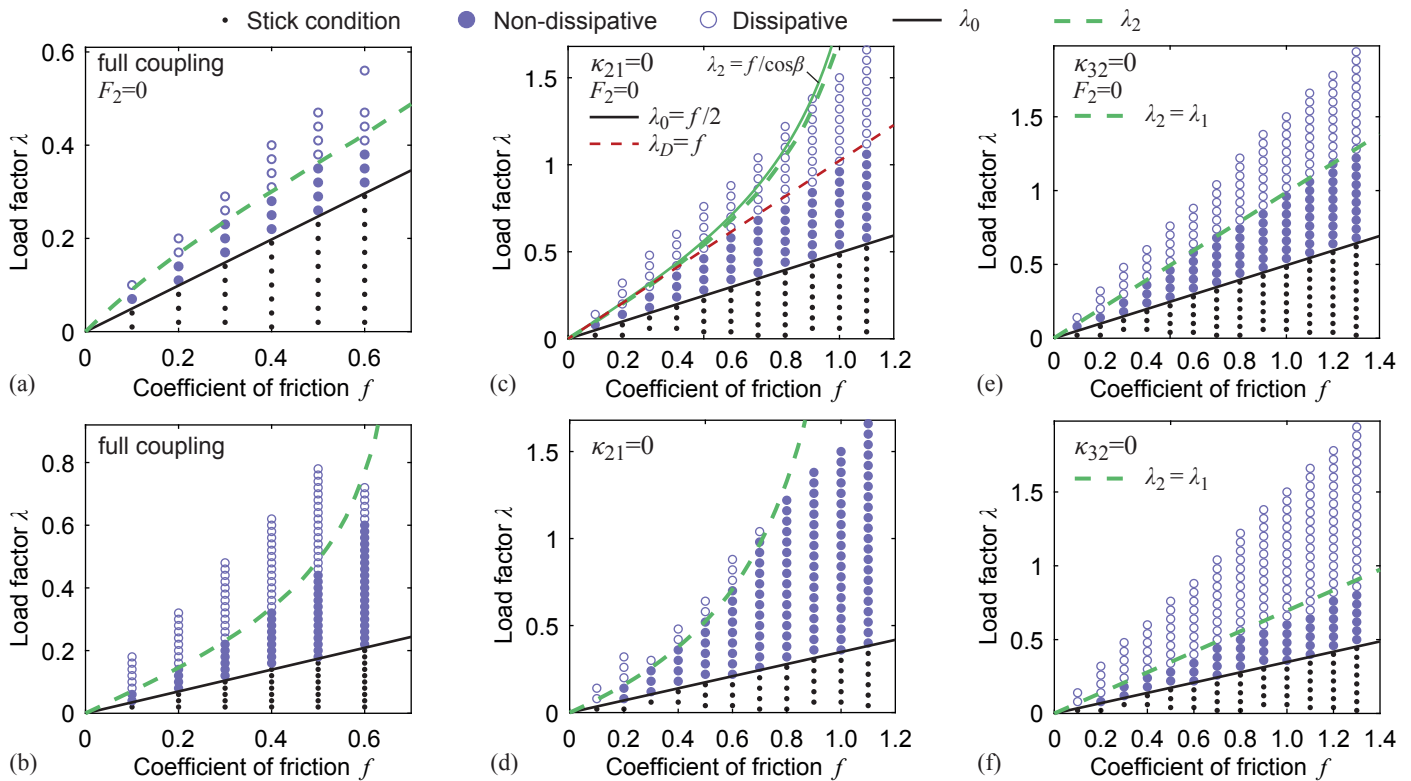 Stick condition Non-dissipative Dissipative λ0 λ2
0.6
0.4
0.2
0
full coupling
F2=0
Load factor λ
0 0.2 0.4 0.6
(a) Coefficient of friction f
1.5
1.0
0.5
0
κ21=0
F2=0
λ0=f/2
λD=f
λ2=f/cosβ
Load factor λ
0 0.2 0.4 0.6 0.8 1.0 1.2
(c) Coefficient of friction f
1.5
1.0
0.5
0
κ32=0
F2=0
λ2=λ1
Load factor λ
0 0.2 0.4 0.6 0.8 1.0 1.2 1.4
(e) Coefficient of friction f
0.8
0.6
0.4
0.2
0
full coupling
Load factor λ
0 0.2 0.4 0.6
(b) Coefficient of friction f
1.5
1.0
0.5
0
κ21=0
Load factor λ
0 0.2 0.4 0.6 0.8 1.0 1.2
(d) Coefficient of friction f
1.5
1.0
0.5
0
κ32=0
λ2=λ1
Load factor λ
0 0.2 0.4 0.6 0.8 1.0 1.2 1.4
(f) Coefficient of friction f